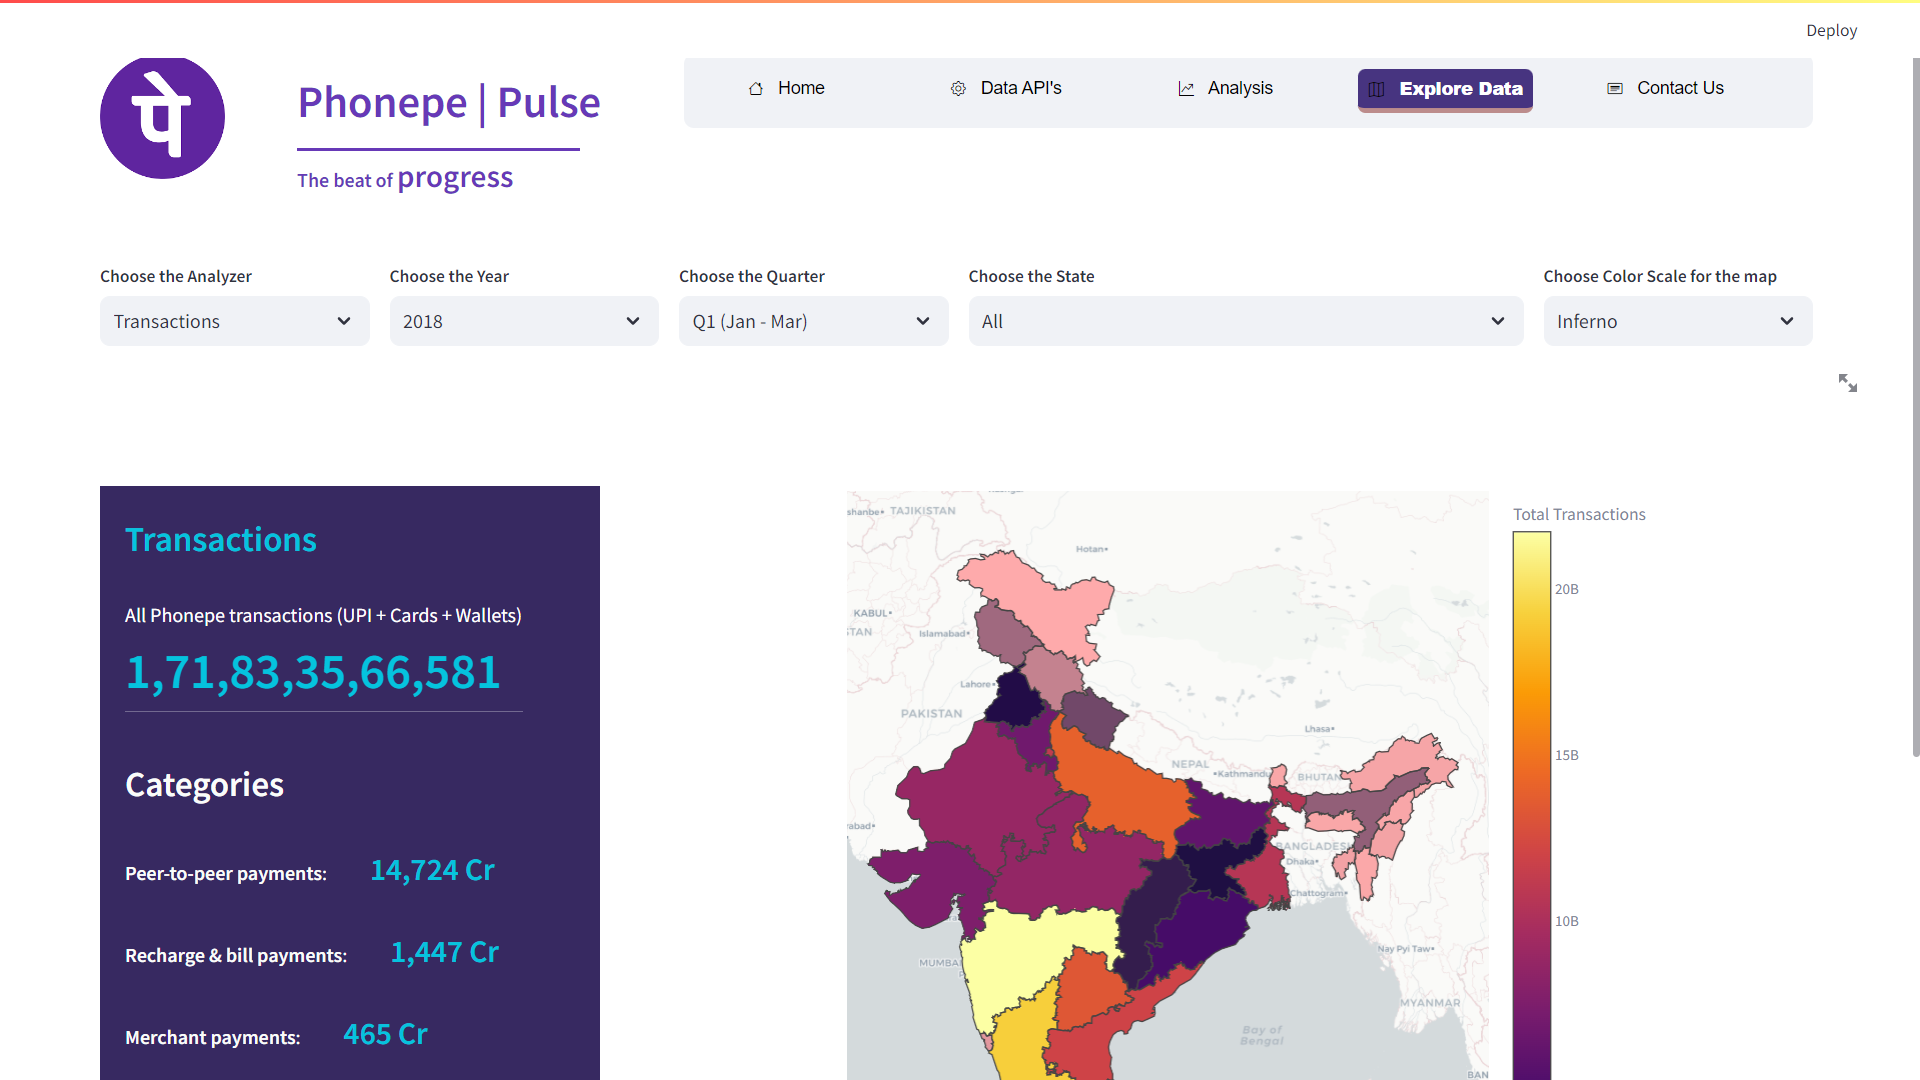 Deploy
पे
Phonepe | Pulse
The beat of progress
Home
Data API's
Analysis
Explore Data
Contact Us
Choose the Analyzer
Transactions
Choose the Year
2018
Choose the Quarter
Q1 (Jan - Mar)
Choose the State
All
Choose Color Scale for the map
Inferno
Transactions
All Phonepe transactions (UPI + Cards + Wallets)
1,71,83,35,66,581
Categories
Peer-to-peer payments: 14,724 Cr
Recharge & bill payments: 1,447 Cr
Merchant payments: 465 Cr
shanbe
TAJIKISTAN
Hotan
KABUL
STAN
Islamabad
Lahore
PAKISTAN
Lhasa
NEPAL
Kathmandu
BHUTAN
rabad
BANGLADESH
Dhaka
Chattogram
MUMBA
Nay Pyi Taw
MYANMAR
Bay of
Bengal
BAN
Total Transactions
20B
15B
10B